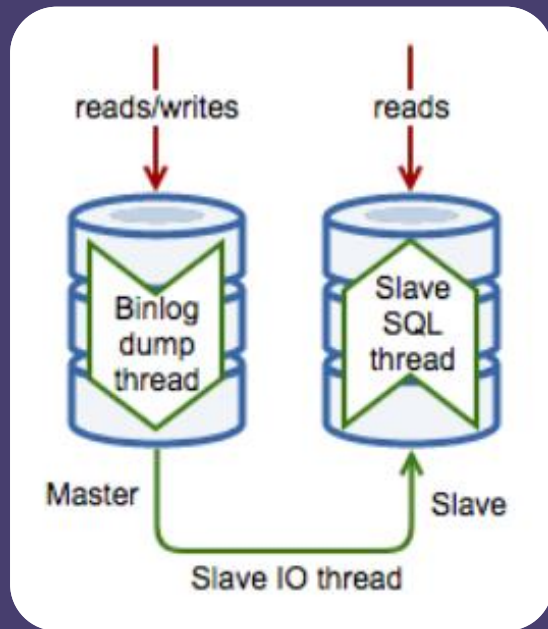 reads/writes
reads
Binlog
dump
thread
Slave
SQL
thread
Master
Slave
Slave IO thread